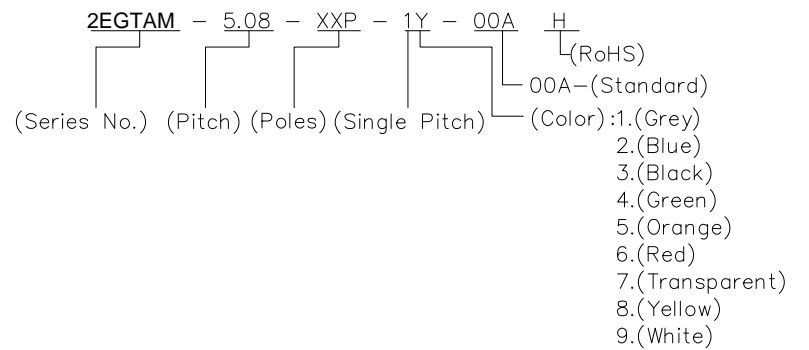 2EGTAM - 5.08 - XXP - 1Y - 00A H
(RoHS)
00A-(Standard)
(Series No.) (Pitch) (Poles) (Single Pitch) (Color):1.(Grey)
2.(Blue)
3.(Black)
4.(Green)
5.(Orange)
6.(Red)
7.(Transparent)
8.(Yellow)
9.(White)